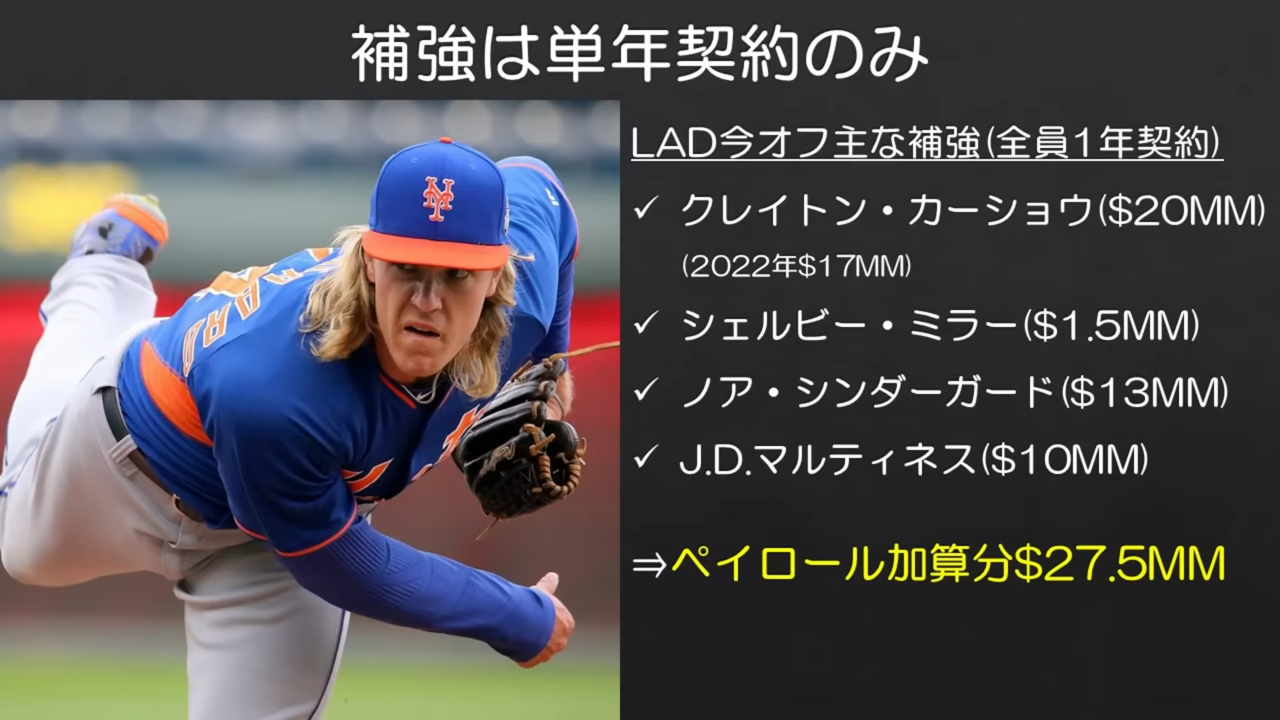 補強は単年契約のみ
LAD今オフ主な補強(全員1年契約)
✓ クレイトン・カーショウ($20MM)
(2022年$17MM)
✓ シェルビー・ミラー($1.5MM)
✓ ノア・シンダーガード($13MM)
✓ J.D.マルティネス($10MM)
⇒ペイロール加算分$27.5MM
NY